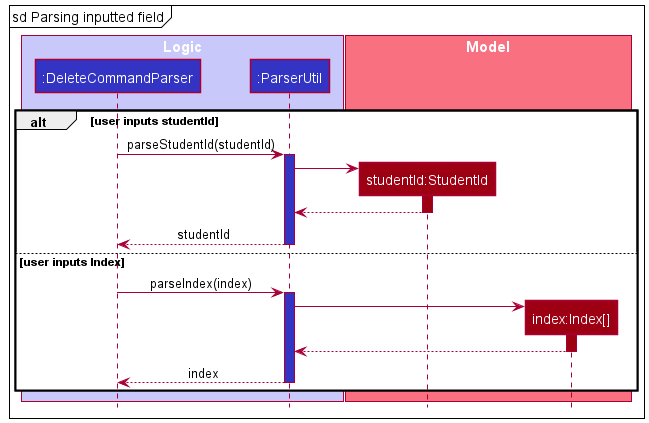 sd Parsing inputted field
Logic
Model
:DeleteCommandParser
:ParserUtil
alt
[user inputs studentId]
parseStudentId(studentId)
studentId:StudentId
studentId
[user inputs Index]
parseIndex(index)
index:Index[]
index